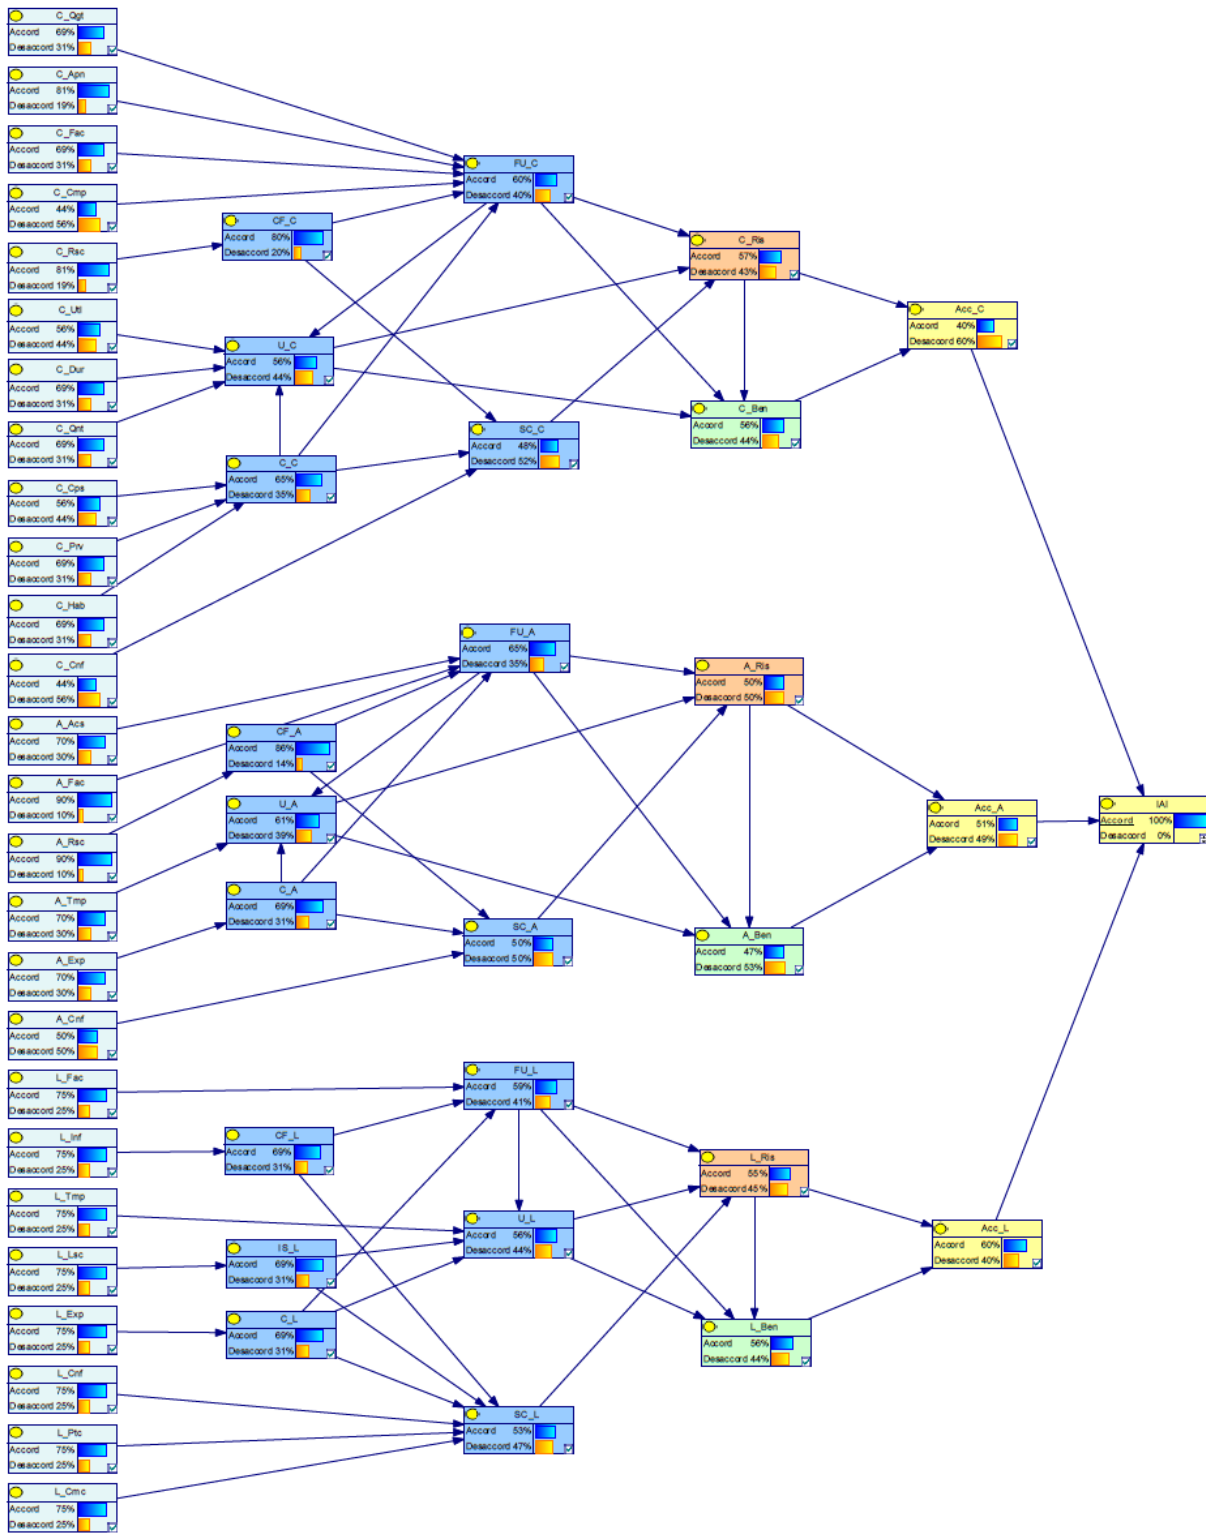 C_Qgt
Accord 69%
Desaccord 31%
C_Apn
Accord 81%
Desaccord 19%
C_Fac
Accord 69%
Desaccord 31%
C_Cmp
Accord 44%
Desaccord 56%
C_Rsc
Accord 81%
Desaccord 19%
C_Utl
Accord 56%
Desaccord 44%
C_Dur
Accord 69%
Desaccord 31%
C_Qnt
Accord 69%
Desaccord 31%
C_Cps
Accord 56%
Desaccord 44%
C_Prv
Accord 69%
Desaccord 31%
C_Hab
Accord 69%
Desaccord 31%
C_Cnf
Accord 44%
Desaccord 56%
A_Acs
Accord 70%
Desaccord 30%
A_Fac
Accord 90%
Desaccord 10%
A_Rsc
Accord 90%
Desaccord 10%
A_Tmp
Accord 70%
Desaccord 30%
A_Exp
Accord 70%
Desaccord 30%
A_Cnf
Accord 50%
Desaccord 50%
L_Fac
Accord 75%
Desaccord 25%
L_Inf
Accord 75%
Desaccord 25%
L_Tmp
Accord 75%
Desaccord 25%
L_Lsc
Accord 75%
Desaccord 25%
L_Exp
Accord 75%
Desaccord 25%
L_Cnf
Accord 75%
Desaccord 25%
L_Ptc
Accord 75%
Desaccord 25%
L_Cmc
Accord 75%
Desaccord 25%
CF_C
Accord 80%
Desaccord 20%
U_C
Accord 56%
Desaccord 44%
C_C
Accord 65%
Desaccord 35%
CF_A
Accord 86%
Desaccord 14%
U_A
Accord 61%
Desaccord 39%
C_A
Accord 69%
Desaccord 31%
CF_L
Accord 69%
Desaccord 31%
IS_L
Accord 69%
Desaccord 31%
C_L
Accord 69%
Desaccord 31%
FU_C
Accord 60%
Desaccord 40%
SC_C
Accord 48%
Desaccord 52%
FU_A
Accord 65%
Desaccord 35%
SC_A
Accord 50%
Desaccord 50%
FU_L
Accord 59%
Desaccord 41%
U_L
Accord 56%
Desaccord 44%
SC_L
Accord 53%
Desaccord 47%
C_Ris
Accord 57%
Desaccord 43%
C_Ben
Accord 56%
Desaccord 44%
A_Ris
Accord 50%
Desaccord 50%
A_Ben
Accord 47%
Desaccord 53%
L_Ris
Accord 55%
Desaccord 45%
L_Ben
Accord 56%
Desaccord 44%
Acc_C
Accord 40%
Desaccord 60%
Acc_A
Accord 51%
Desaccord 49%
Acc_L
Accord 60%
Desaccord 40%
IAI
Accord 100%
Desaccord 0%